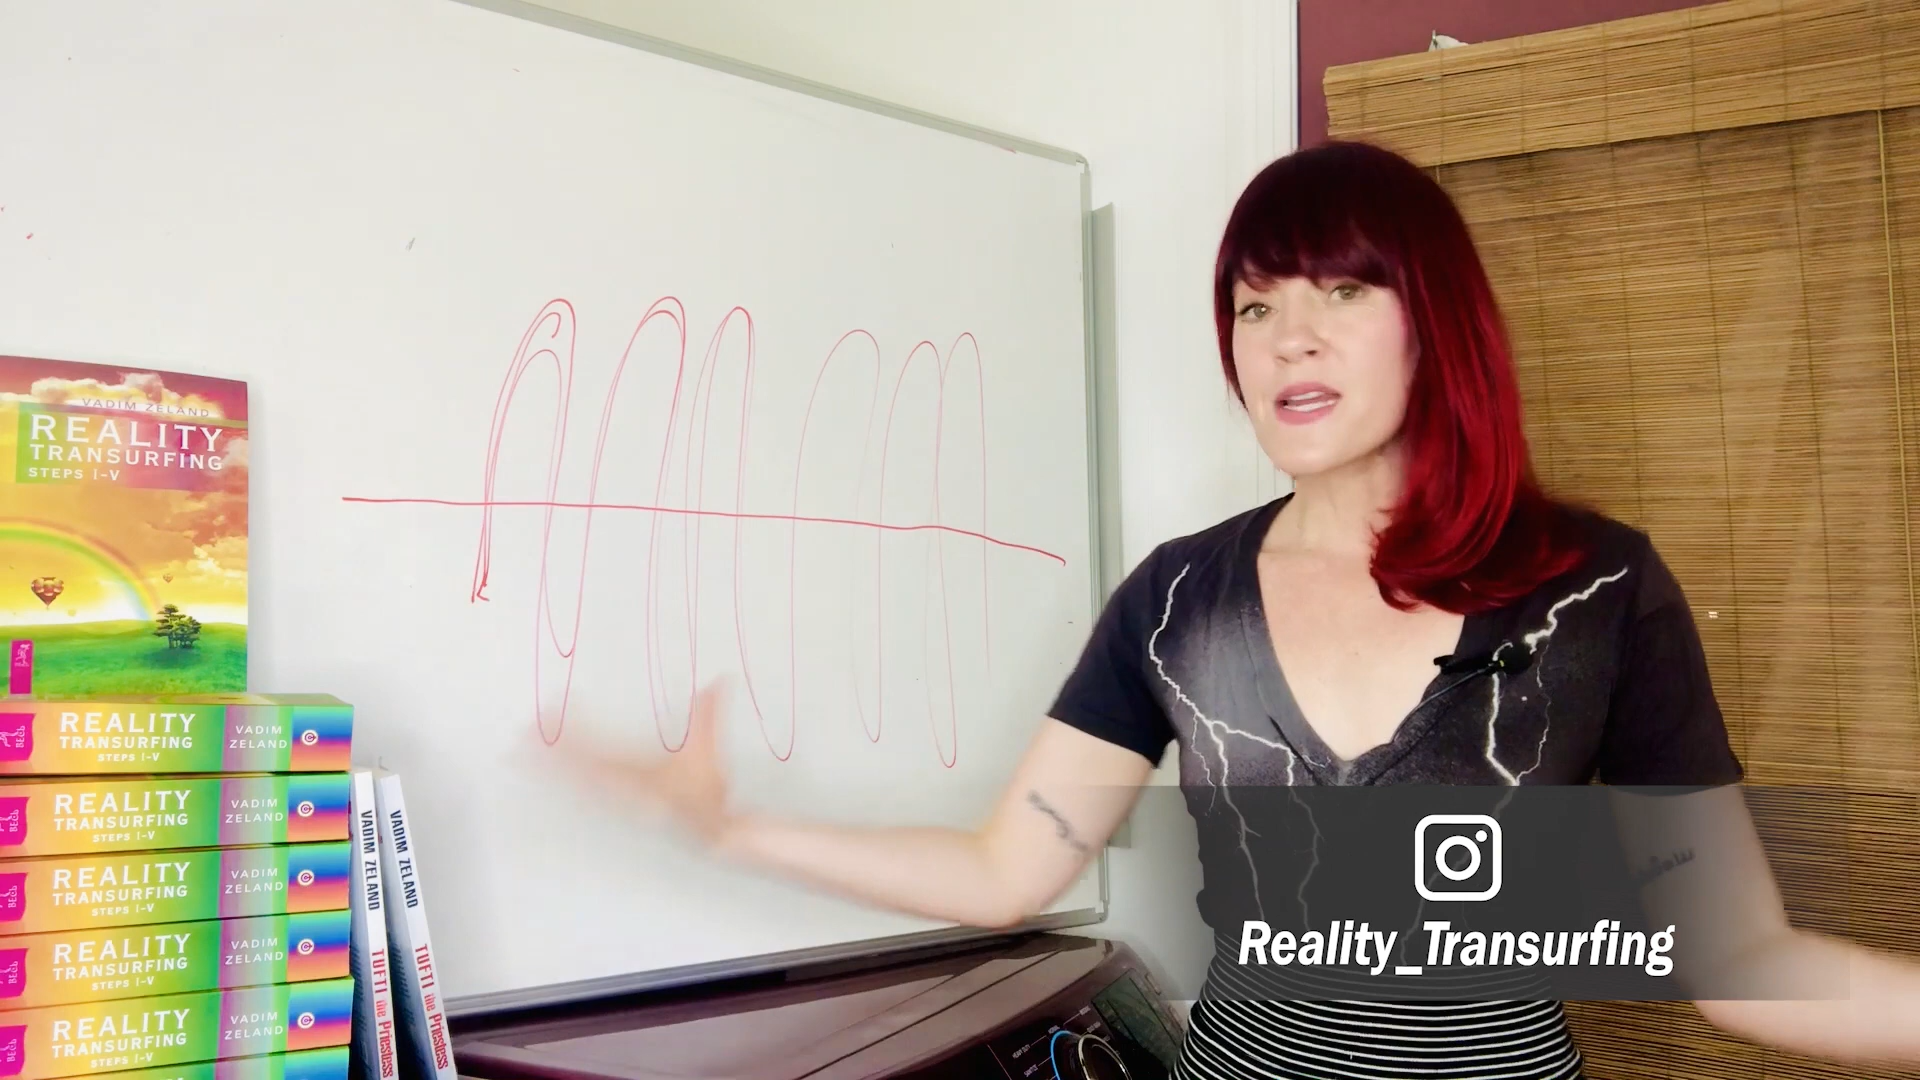 VADIM ZELAND
REALITY
TRANSURFING
STEPS I-V
REALITY
TRANSURFING
STEPS I-V
VADIM
ZELAND
REALITY
TRANSURFING
STEPS I-V
VADIM
ZELAND
REALITY
TRANSURFING
STEPS I-V
VADIM
ZELAND
REALITY
TRANSURFING
STEPS I-V
VADIM
ZELAND
REALITY
TRANSURFING
STEPS I-V
VADIM
ZELAND
VADIM ZELAND
TUFTI the Priestess
VADIM ZELAND
TUFTI the Priestess
Reality_Transurfing